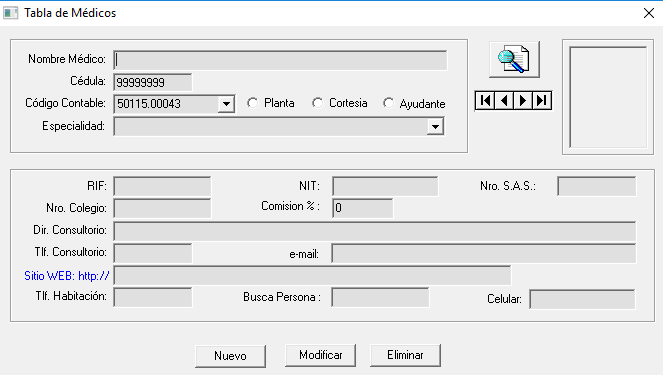 Tabla de Médicos
Nombre Médico:
Cédula: 99999999
Código Contable: 50115.00043 Planta Cortesia Ayudante
Especialidad:
RIF: NIT: Nro. S.A.S.:
Nro. Colegio: Comision % : 0
Dir. Consultorio:
Tlf. Consultorio: e-mail:
Sitio WEB: http://
Tlf. Habitación: Busca Persona : Celular:
Nuevo Modificar Eliminar